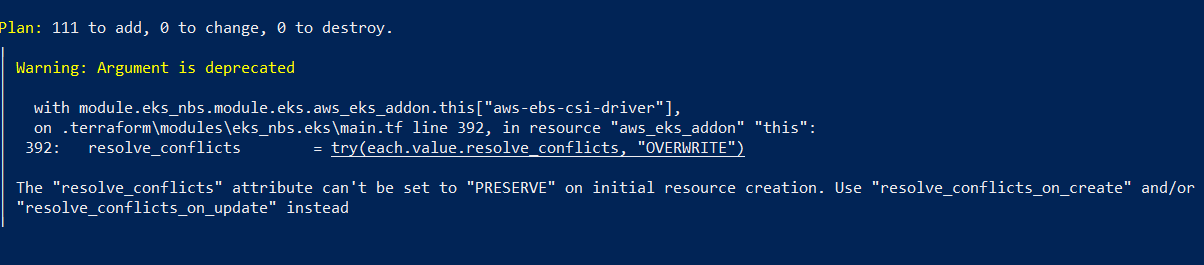 Plan: 111 to add, 0 to change, 0 to destroy.
Warning: Argument is deprecated
with module.eks_nbs.module.eks.aws_eks_addon.this["aws-ebs-csi-driver"],
on .terraform\modules\eks_nbs.eks\main.tf line 392, in resource "aws_eks_addon" "this":
392:   resolve_conflicts        = try(each.value.resolve_conflicts, "OVERWRITE")
The "resolve_conflicts" attribute can't be set to "PRESERVE" on initial resource creation. Use "resolve_conflicts_on_create" and/or
"resolve_conflicts_on_update" instead